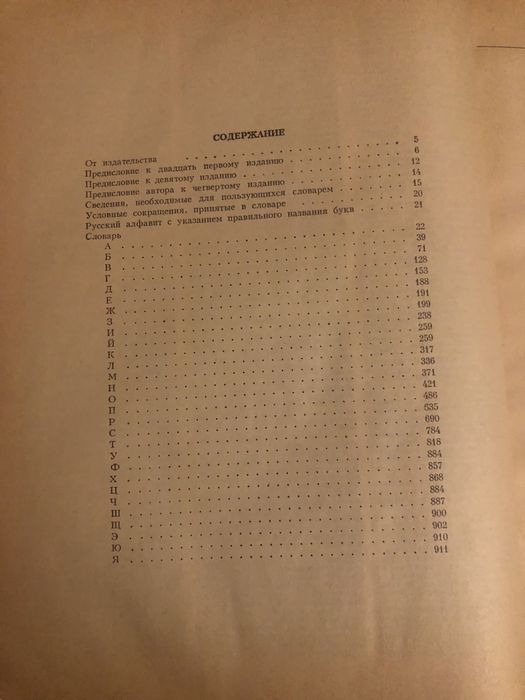 СОДЕРЖАНИЕ
От издательства . . . 5
Предисловие к двадцать первому изданию . . . 6
Предисловие к девятому изданию . . . 12
Предисловие автора к четвертому изданию . . . 14
Сведения, необходимые для пользующихся словарем . . . 15
Условные сокращения, принятые в словаре . . . 20
Русский алфавит с указанием правильного названия букв . . . 21
Словарь
А . . . 22
Б . . . 39
В . . . 71
Г . . . 128
Д . . . 153
Е . . . 188
Ж . . . 191
З . . . 199
И . . . 238
Й . . . 259
К . . . 259
Л . . . 317
М . . . 336
Н . . . 371
О . . . 421
П . . . 486
Р . . . 635
С . . . 690
Т . . . 784
У . . . 818
Ф . . . 884
Х . . . 857
Ц . . . 868
Ч . . . 884
Ш . . . 887
Щ . . . 900
Э . . . 902
Ю . . . 910
Я . . . 911